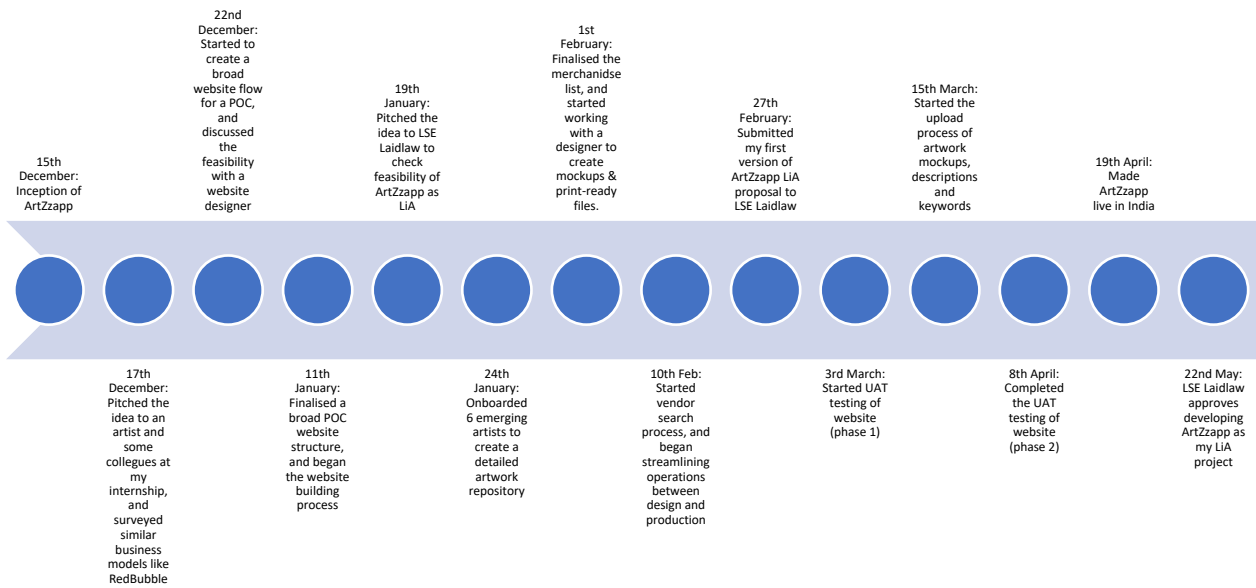 15th
December:
Inception of
ArtZzapp
17th
December:
Pitched the
idea to an
artist and
some
collegues at
my
internship,
and
surveyed
similar
business
models like
RedBubble
22nd
December:
Started to
create a
broad
website flow
for a POC,
and
discussed
the
feasibility
with a
website
designer
11th
January:
Finalised a
broad POC
website
structure,
and began
the website
building
process
19th
January:
Pitched the
idea to LSE
Laidlaw to
check
feasibility of
ArtZzapp as
LiA
24th
January:
Onboarded
6 emerging
artists to
create a
detailed
artwork
repository
1st
February:
Finalised the
merchanidse
list, and
started
working
with a
designer to
create
mockups &
print-ready
files.
10th Feb:
Started
vendor
search
process, and
began
streamlining
operations
between
design and
production
27th
February:
Submitted
my first
version of
ArtZzapp LiA
proposal to
LSE Laidlaw
3rd March:
Started UAT
testing of
website
(phase 1)
15th March:
Started the
upload
process of
artwork
mockups,
descriptions
and
keywords
8th April:
Completed
the UAT
testing of
website
(phase 2)
19th April:
Made
ArtZzapp
live in India
22nd May:
LSE Laidlaw
approves
developing
ArtZzapp as
my LiA
project